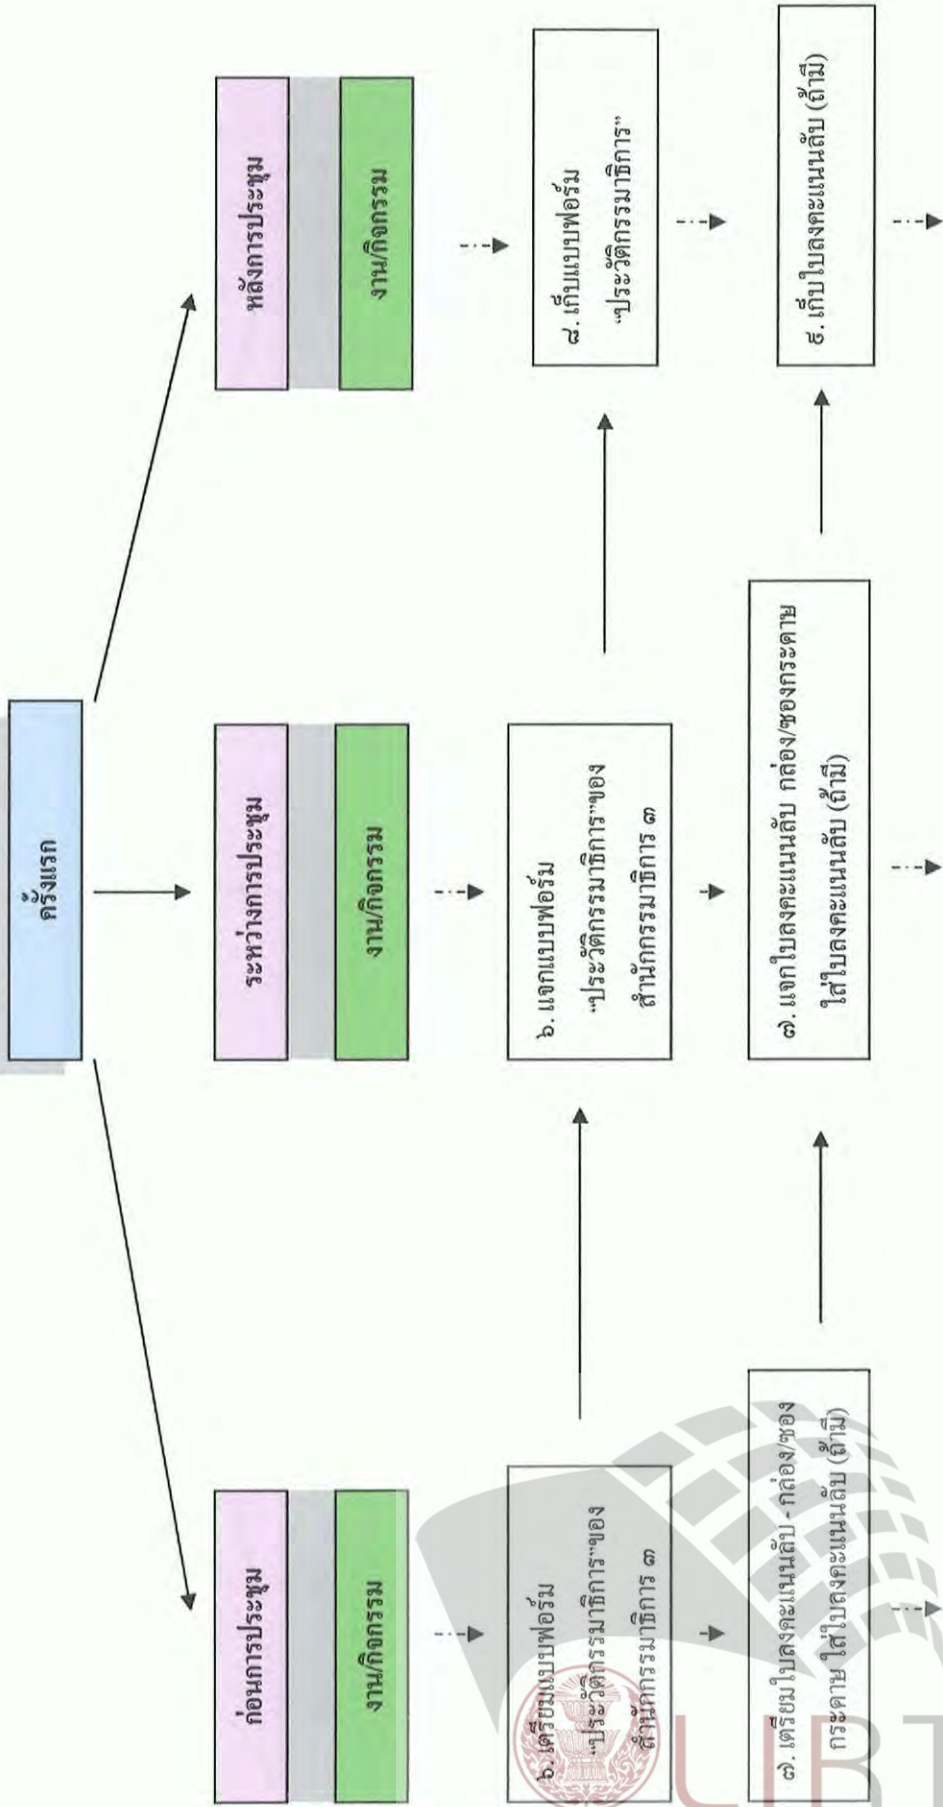 ครั้งแรก
ก่อนการประชุม
ระหว่างการประชุม
หลังการประชุม
งาน/กิจกรรม
งาน/กิจกรรม
งาน/กิจกรรม
๖. เตรียมแบบฟอร์ม
“ประวัติกรรมาธิการ”ของ
สำนักกรรมาธิการ ๓
๖. แจกแบบฟอร์ม
“ประวัติกรรมาธิการ”ของ
สำนักกรรมาธิการ ๓
๘. เก็บแบบฟอร์ม
“ประวัติกรรมาธิการ”
๗. เตรียมใบลงคะแนนลับ - กล่อง/ซอง
กระดาษ ใส่ใบลงคะแนนลับ (ถ้ามี)
๗. แจกใบลงคะแนนลับ กล่อง/ซองกระดาษ
ใส่ใบลงคะแนนลับ (ถ้ามี)
๙. เก็บใบลงคะแนนลับ (ถ้ามี)